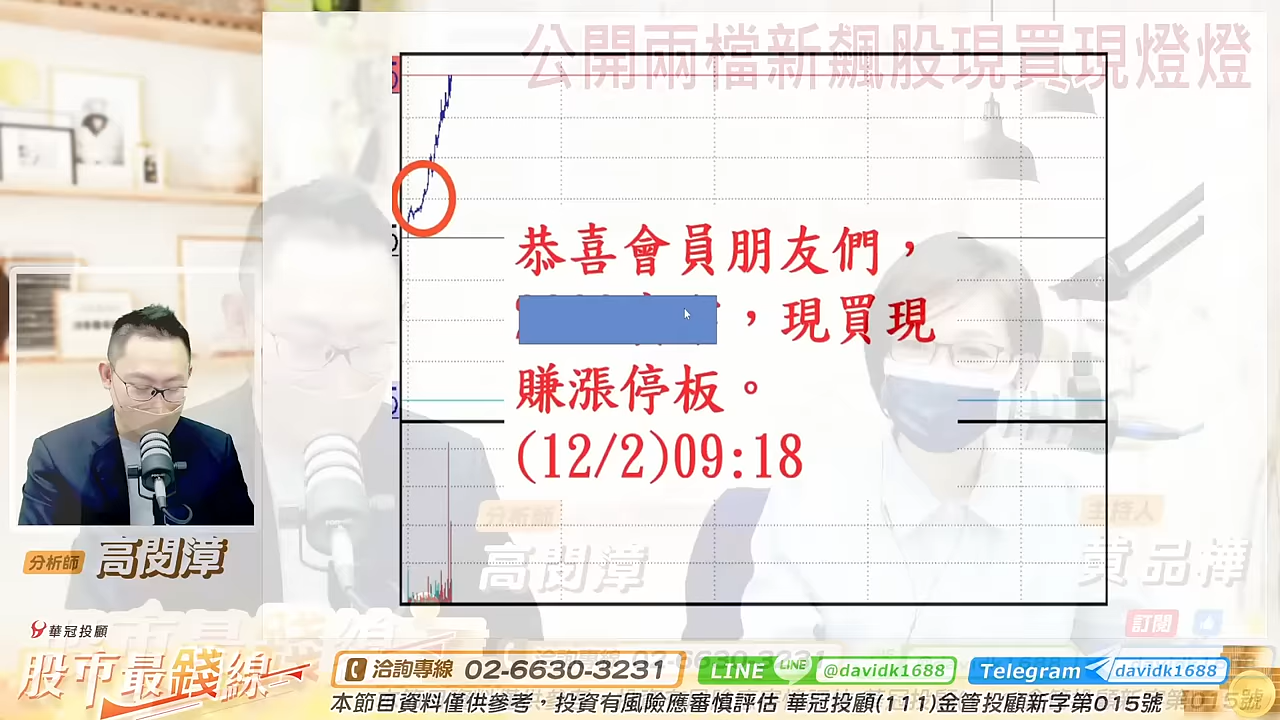 公開兩檔新飆股現買現燈燈
恭喜會員朋友們，
，現買現
賺漲停板。
(12/2)09:18
分析師
高閔漳
分析師
高閔漳
主持人
黃品樺
訂閱
華冠投顧
股市最錢線
洽詢專線 02-6630-3231
LINE LINE @davidk1688
Telegram davidk1688
本節目資料僅供參考，投資有風險應審慎評估 華冠投顧(111)金管投顧新字第015號